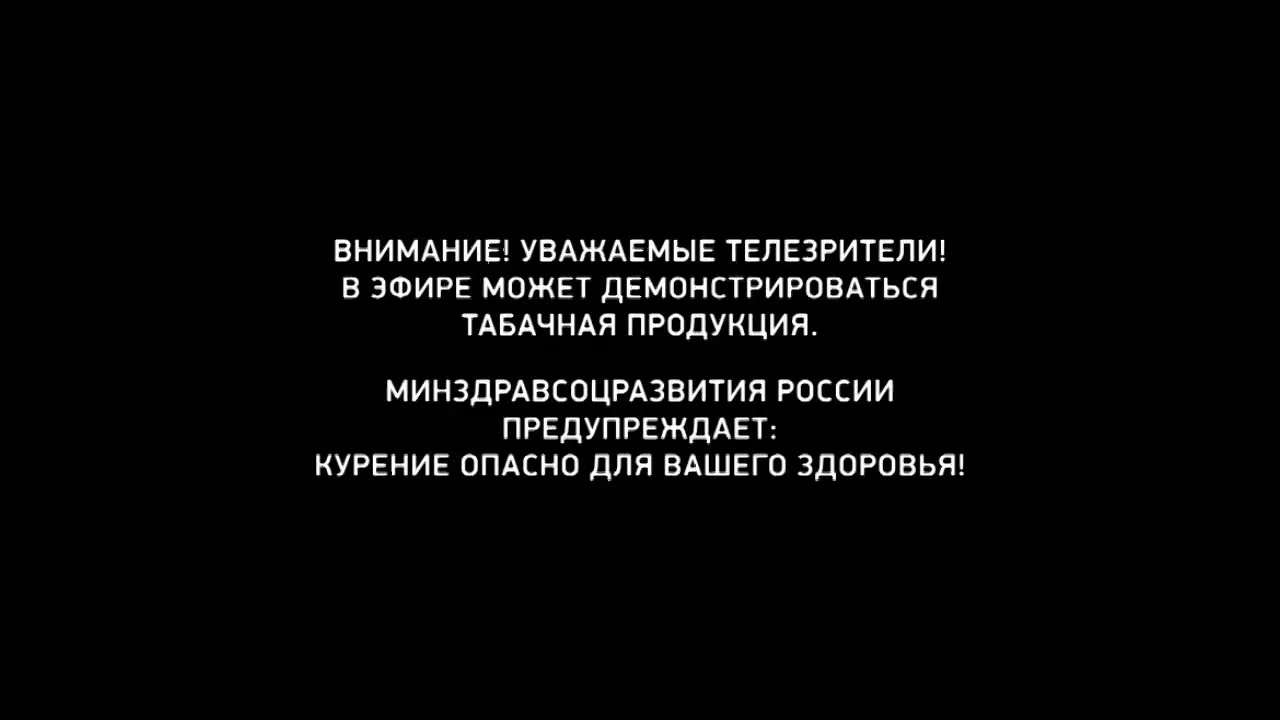 ВНИМАНИЕ! УВАЖАЕМЫЕ ТЕЛЕЗРИТЕЛИ!
В ЭФИРЕ МОЖЕТ ДЕМОНСТРИРОВАТЬСЯ
ТАБАЧНАЯ ПРОДУКЦИЯ.
МИНЗДРАВСОЦРАЗВИТИЯ РОССИИ
ПРЕДУПРЕЖДАЕТ:
КУРЕНИЕ ОПАСНО ДЛЯ ВАШЕГО ЗДОРОВЬЯ!